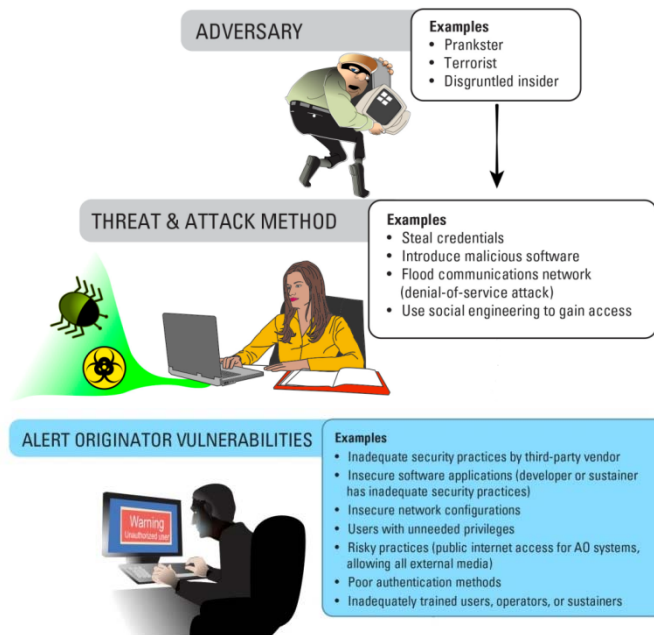 ADVERSARY
Examples
• Prankster
• Terrorist
• Disgruntled insider
THREAT & ATTACK METHOD
Examples
• Steal credentials
• Introduce malicious software
• Flood communications network
(denial-of-service attack)
• Use social engineering to gain access
ALERT ORIGINATOR VULNERABILITIES
Examples
• Inadequate security practices by third-party vendor
• Insecure software applications (developer or sustainer
has inadequate security practices)
• Insecure network configurations
• Users with unneeded privileges
• Risky practices (public internet access for AO systems,
allowing all external media)
• Poor authentication methods
• Inadequately trained users, operators, or sustainers
Warning
Unauthorized user